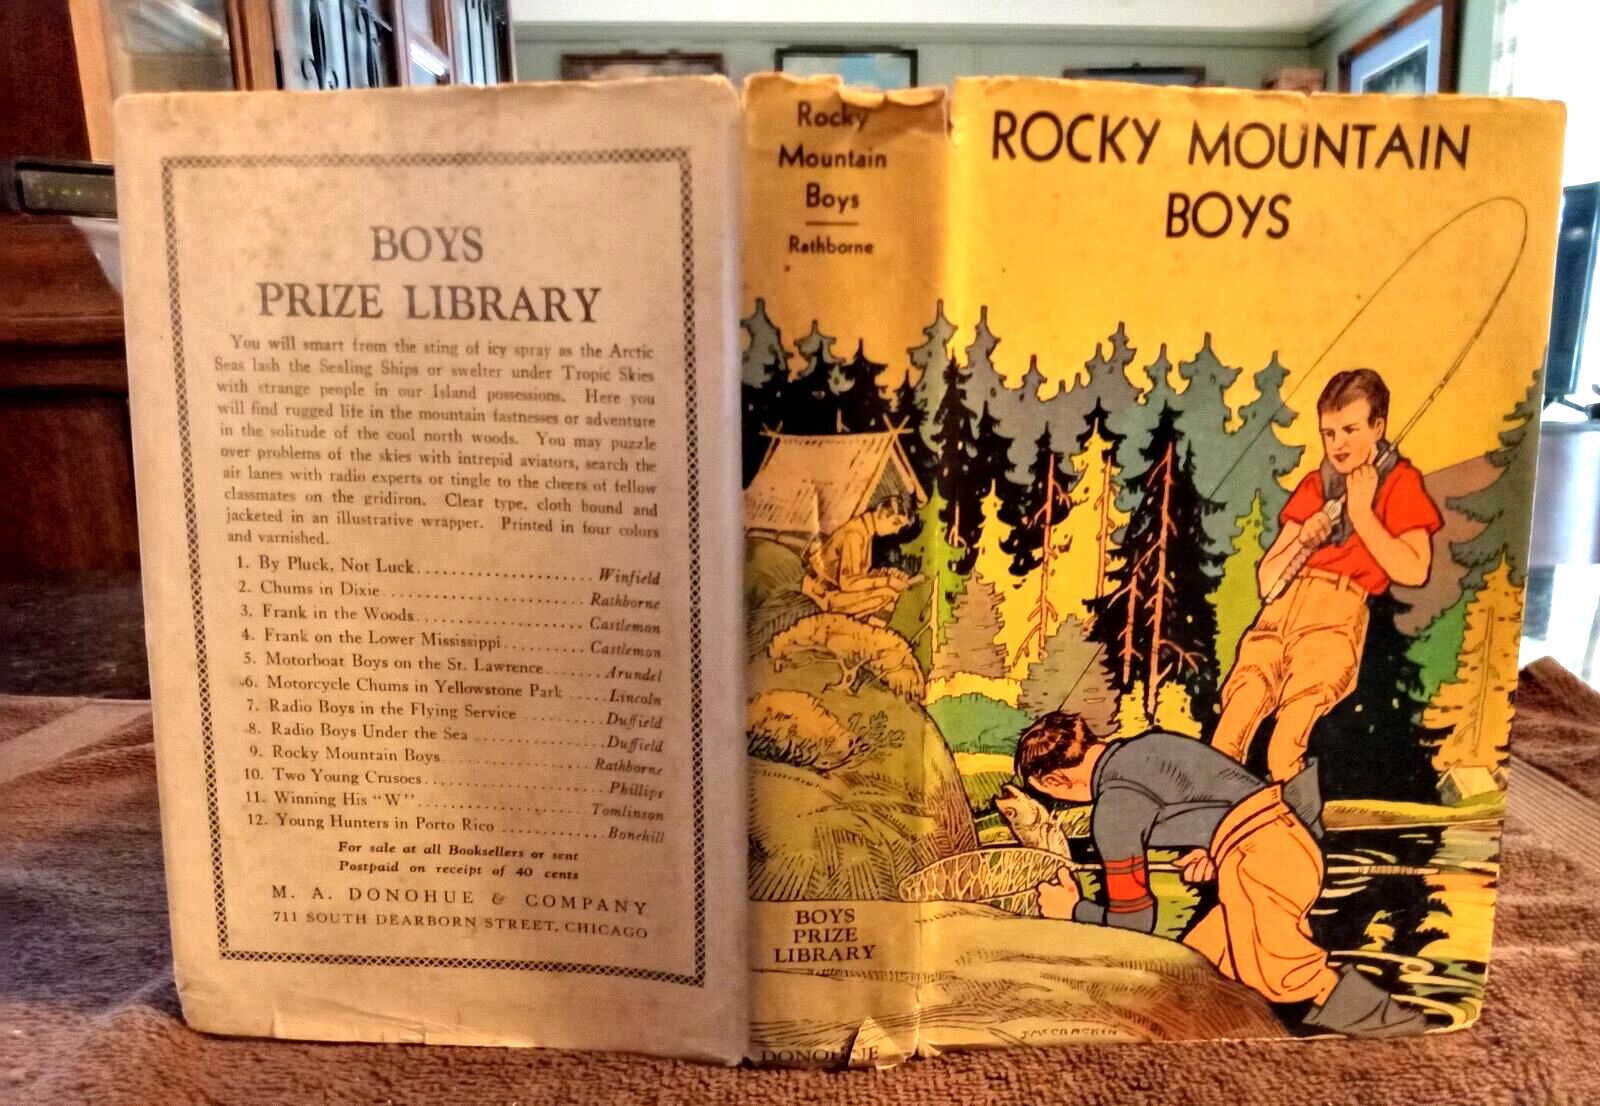 BOYS
PRIZE LIBRARY
You will smart from the sting of icy spray as the Arctic
Seas lash the Sealing Ships or swelter under Tropic Skies
with strange people in our Island possessions. Here you
will find rugged life in the mountain fastnesses or adventure
in the solitude of the cool north woods. You may puzzle
over problems of the skies with intrepid aviators, search the
air lanes with radio experts or tingle to the cheers of fellow
classmates on the gridiron. Clear type, cloth bound and
jacketed in an illustrative wrapper. Printed in four colors
and varnished.
1. By Pluck, Not Luck.....................Winfield
2. Chums in Dixie........................Rathborne
3. Frank in the Woods....................Castlemon
4. Frank on the Lower Mississippi..........Castlemon
5. Motorboat Boys on the St. Lawrence.......Arundel
6. Motorcycle Chums in Yellowstone Park.....Lincoln
7. Radio Boys in the Flying Service..........Duffield
8. Radio Boys Under the Sea................Duffield
9. Rocky Mountain Boys...................Rathborne
10. Two Young Crusoes.....................Phillips
11. Winning His "W".....................Tomlinson
12. Young Hunters in Porto Rico............Bonehill
For sale at all Booksellers or sent
Postpaid on receipt of 40 cents
M. A. DONOHUE & COMPANY
711 SOUTH DEARBORN STREET, CHICAGO
Rocky
Mountain
Boys
Rathborne
BOYS
PRIZE
LIBRARY
DONOHUE
ROCKY MOUNTAIN
BOYS
J McCRACKEN